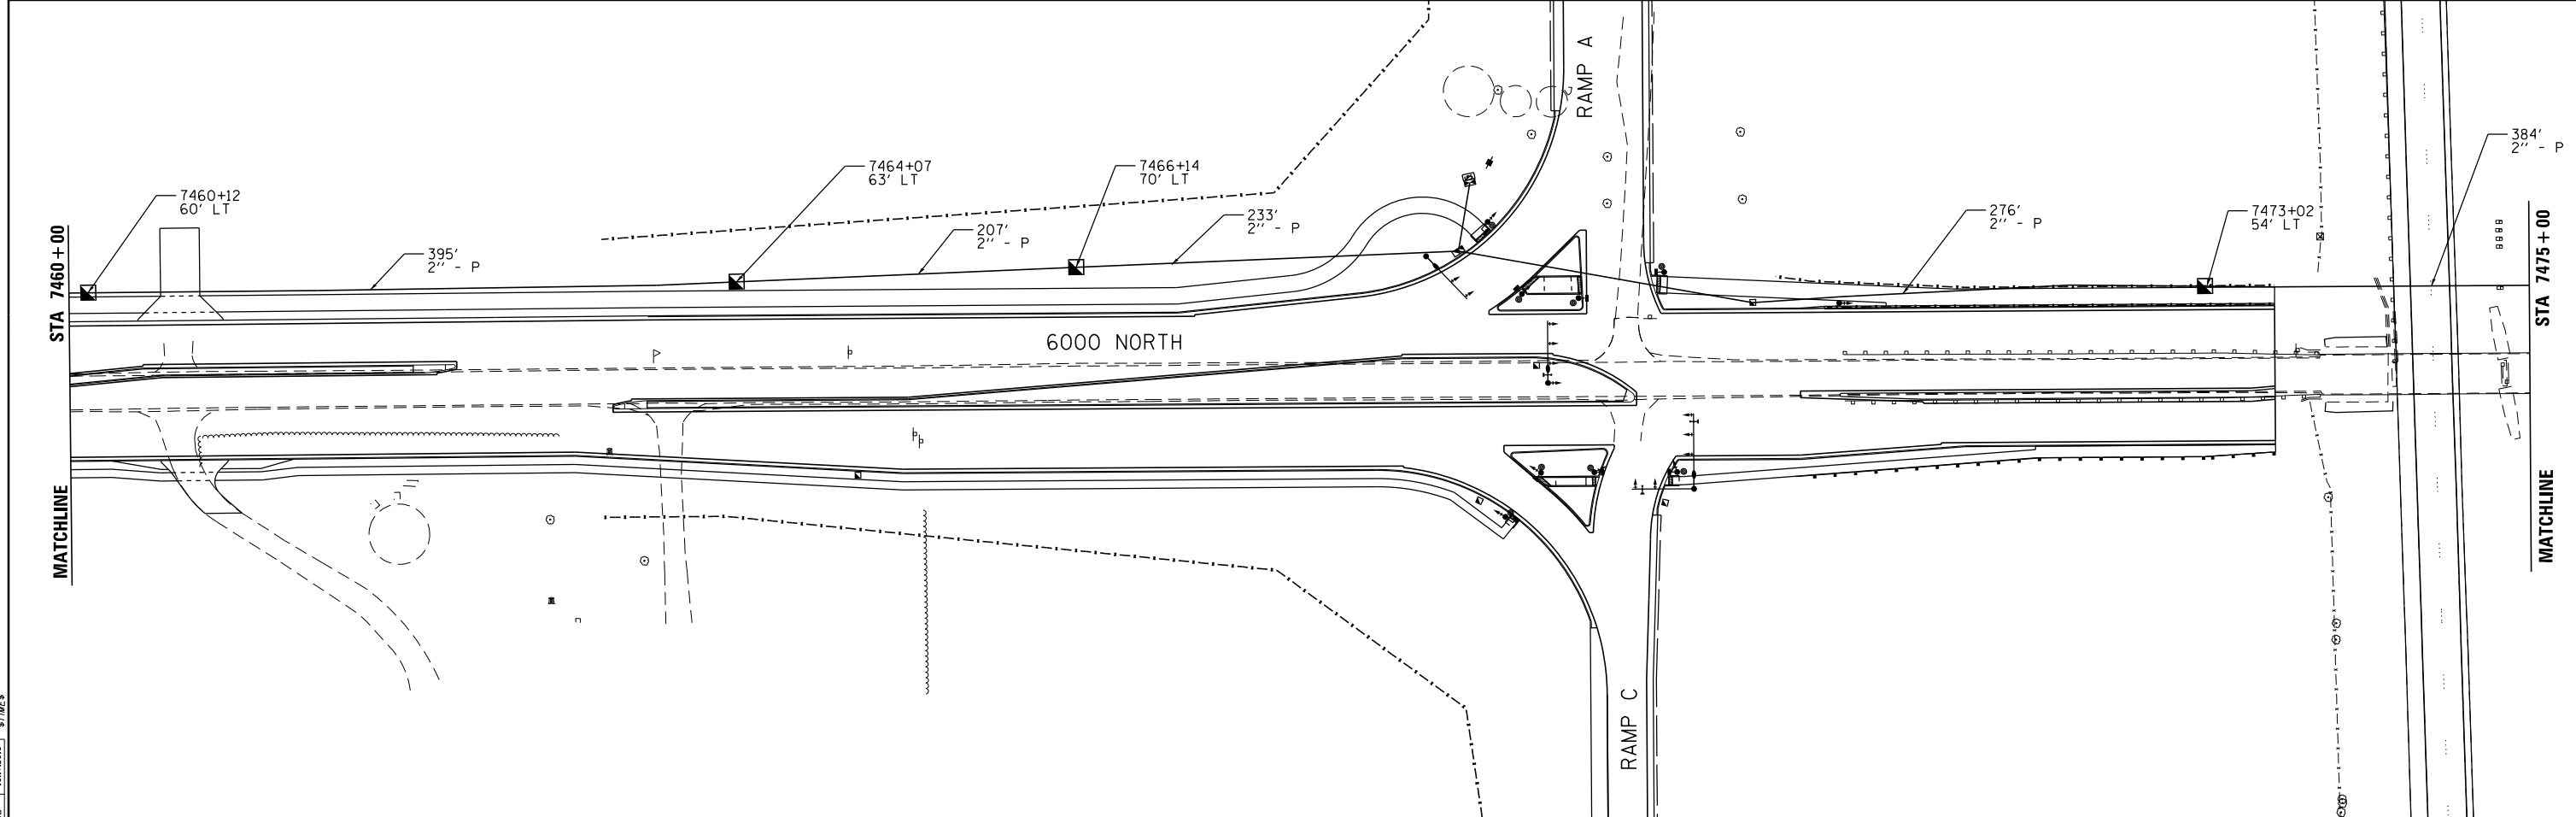 RAMP A
384'
2'' - P
7460+12
60' LT
7464+07
63' LT
7466+14
70' LT
395'
2'' - P
207'
2'' - P
233'
2'' - P
276'
2'' - P
7473+02
54' LT
STA 7460+00
MATCHLINE
6000 NORTH
STA 7475+00
MATCHLINE
RAMP C